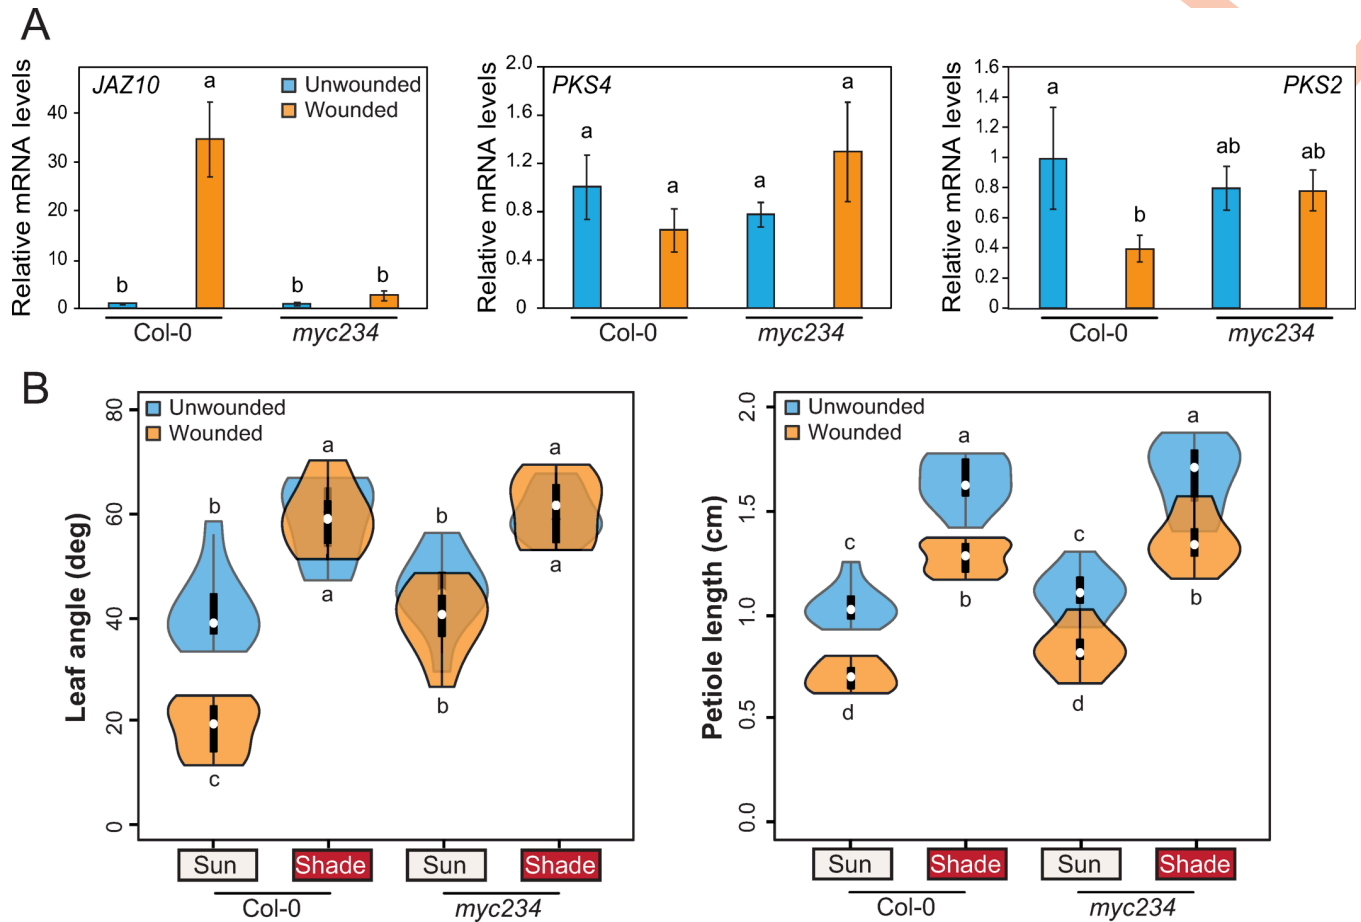 A
Relative mRNA levels
JAZ10
Unwounded
Wounded
40
30
20
10
0
b
a
b
b
Col-0
myc234
Relative mRNA levels
PKS4
2.0
1.6
1.2
0.8
0.4
0
a
a
a
a
Col-0
myc234
Relative mRNA levels
PKS2
1.6
1.4
1.2
1
0.8
0.6
0.4
0.2
0
a
b
ab
ab
Col-0
myc234
B
Leaf angle (deg)
80
60
40
20
0
Unwounded
Wounded
b
c
a
a
b
b
a
a
Sun
Shade
Sun
Shade
Col-0
myc234
Petiole length (cm)
2.0
1.5
1.0
0.5
0.0
Unwounded
Wounded
c
d
a
b
c
d
a
b
Sun
Shade
Sun
Shade
Col-0
myc234